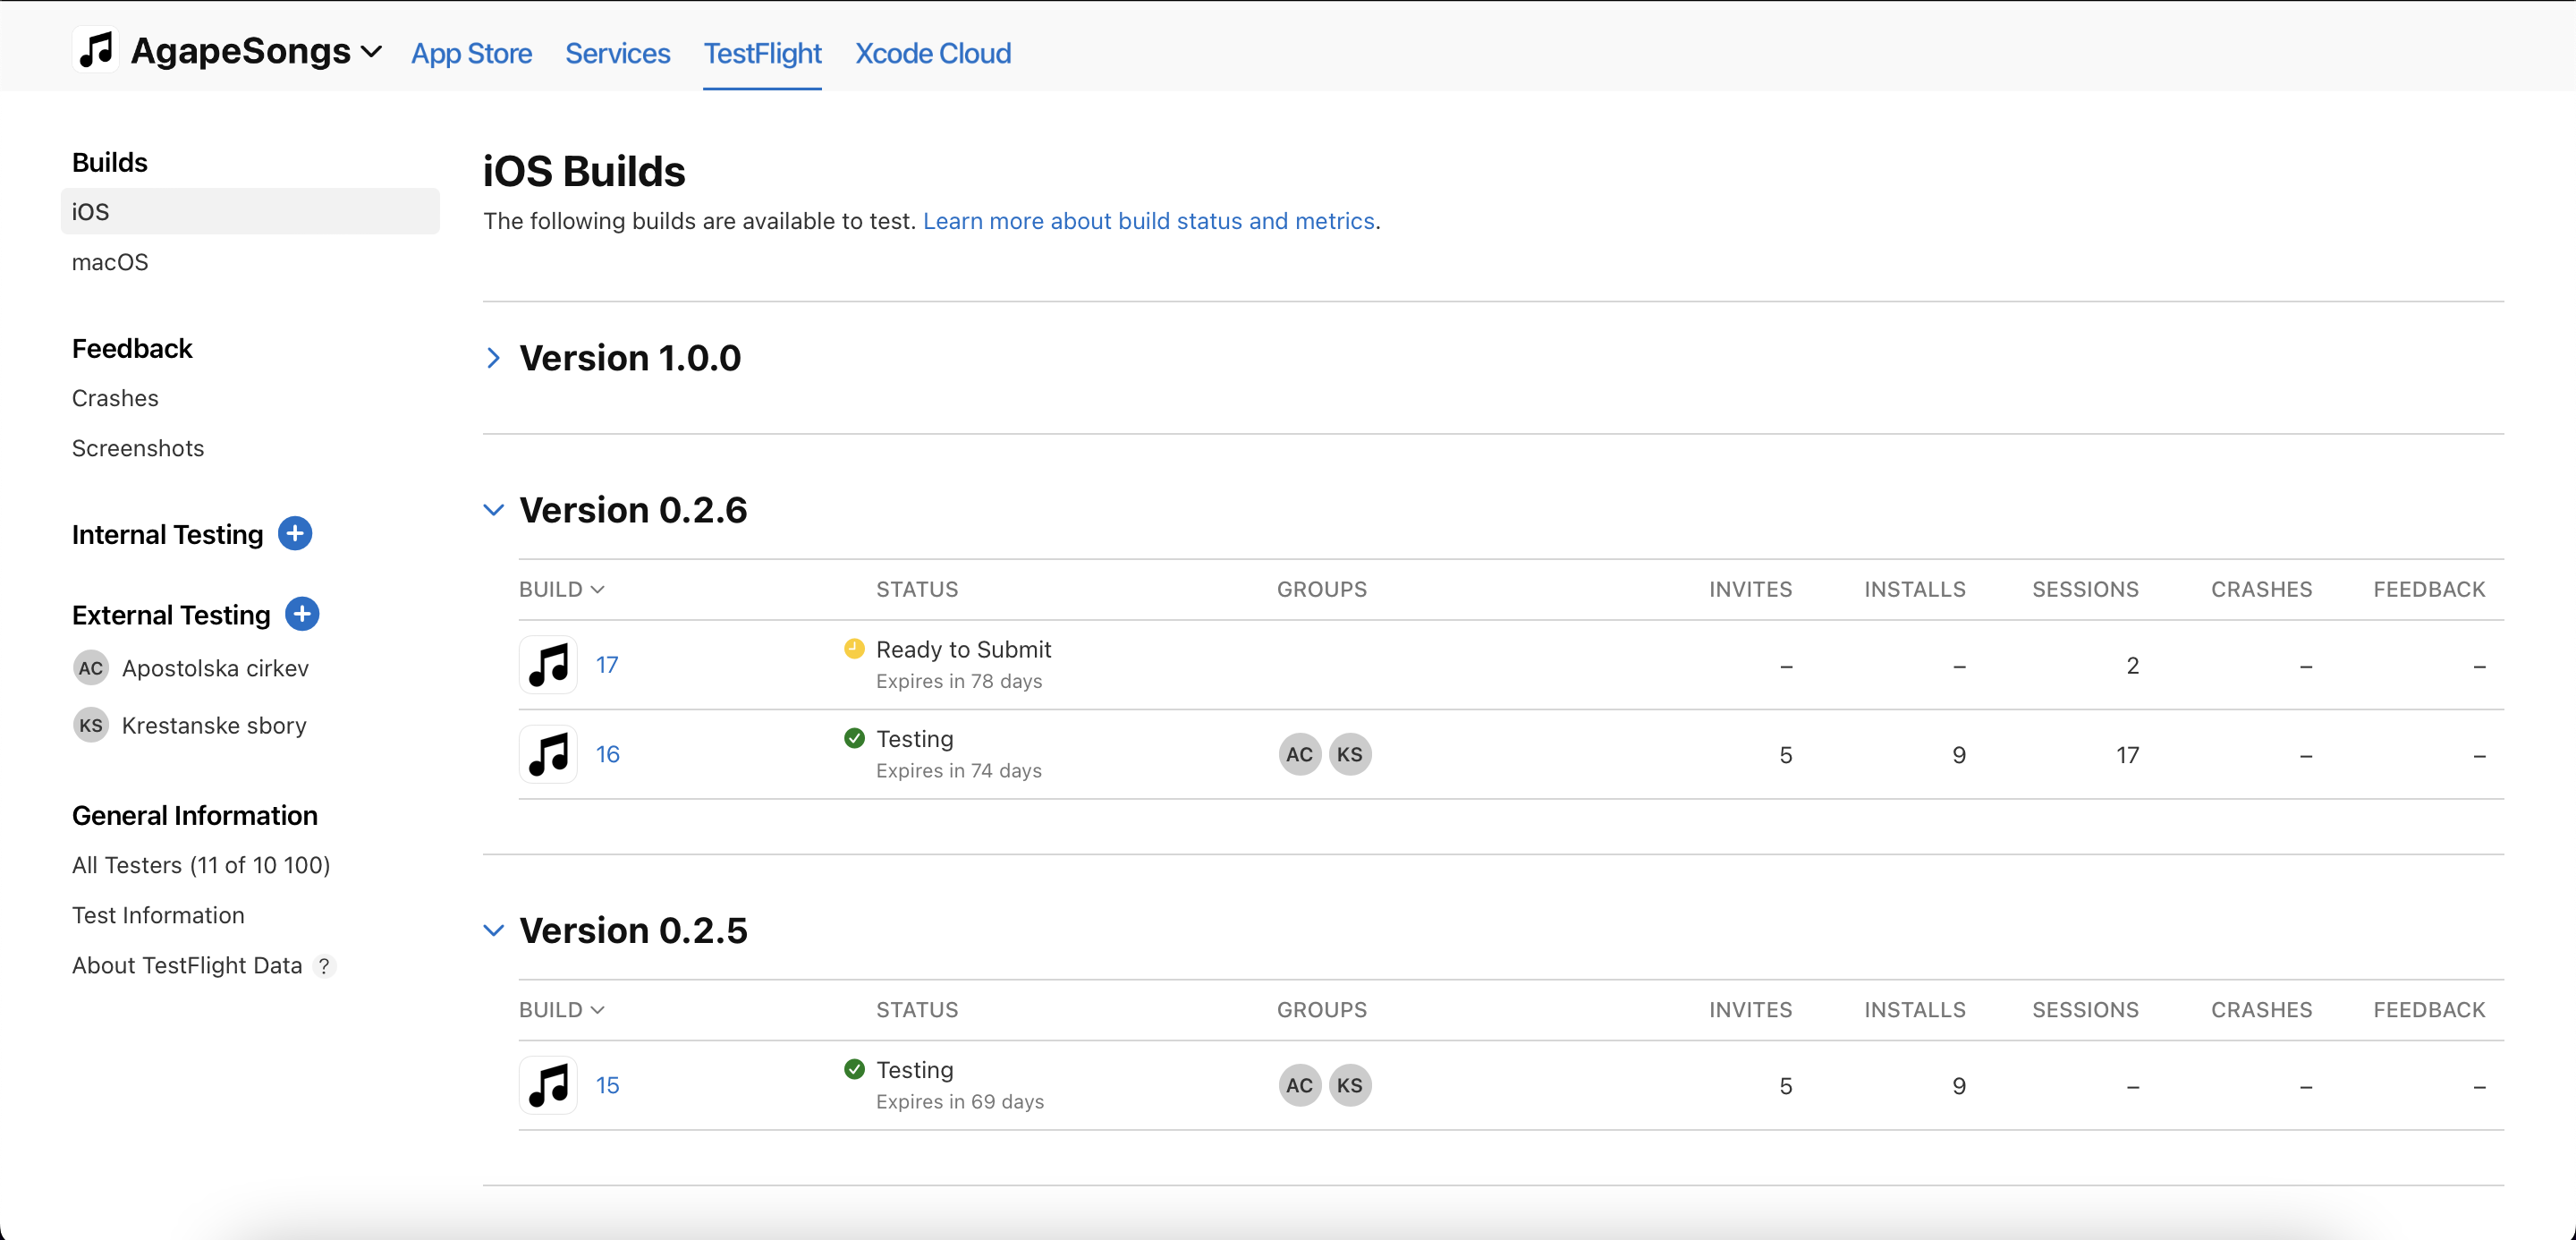 AgapeSongs App Store Services TestFlight Xcode Cloud
Builds
iOS
macOS
Feedback
Crashes
Screenshots
Internal Testing
External Testing
AC Apostolska cirkev
KS Krestanske sbory
General Information
All Testers (11 of 10 100)
Test Information
About TestFlight Data ?
iOS Builds
The following builds are available to test. Learn more about build status and metrics.
Version 1.0.0
Version 0.2.6
BUILD STATUS GROUPS INVITES INSTALLS SESSIONS CRASHES FEEDBACK
17 Ready to Submit – – 2 – –
Expires in 78 days
16 Testing AC KS 5 9 17 – –
Expires in 74 days
Version 0.2.5
BUILD STATUS GROUPS INVITES INSTALLS SESSIONS CRASHES FEEDBACK
15 Testing AC KS 5 9 – – –
Expires in 69 days